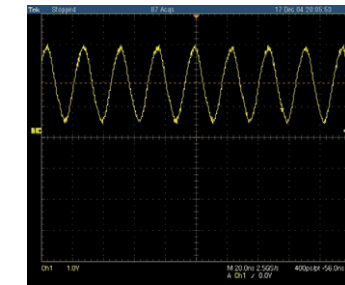 Tek Stopped 87 Acqs 17 Dec 04 20:05:53
Ch1 1.0V M 20.0ns 2.5GS/s 400ps/pt -56.0ns
A Ch1 / 0.0V